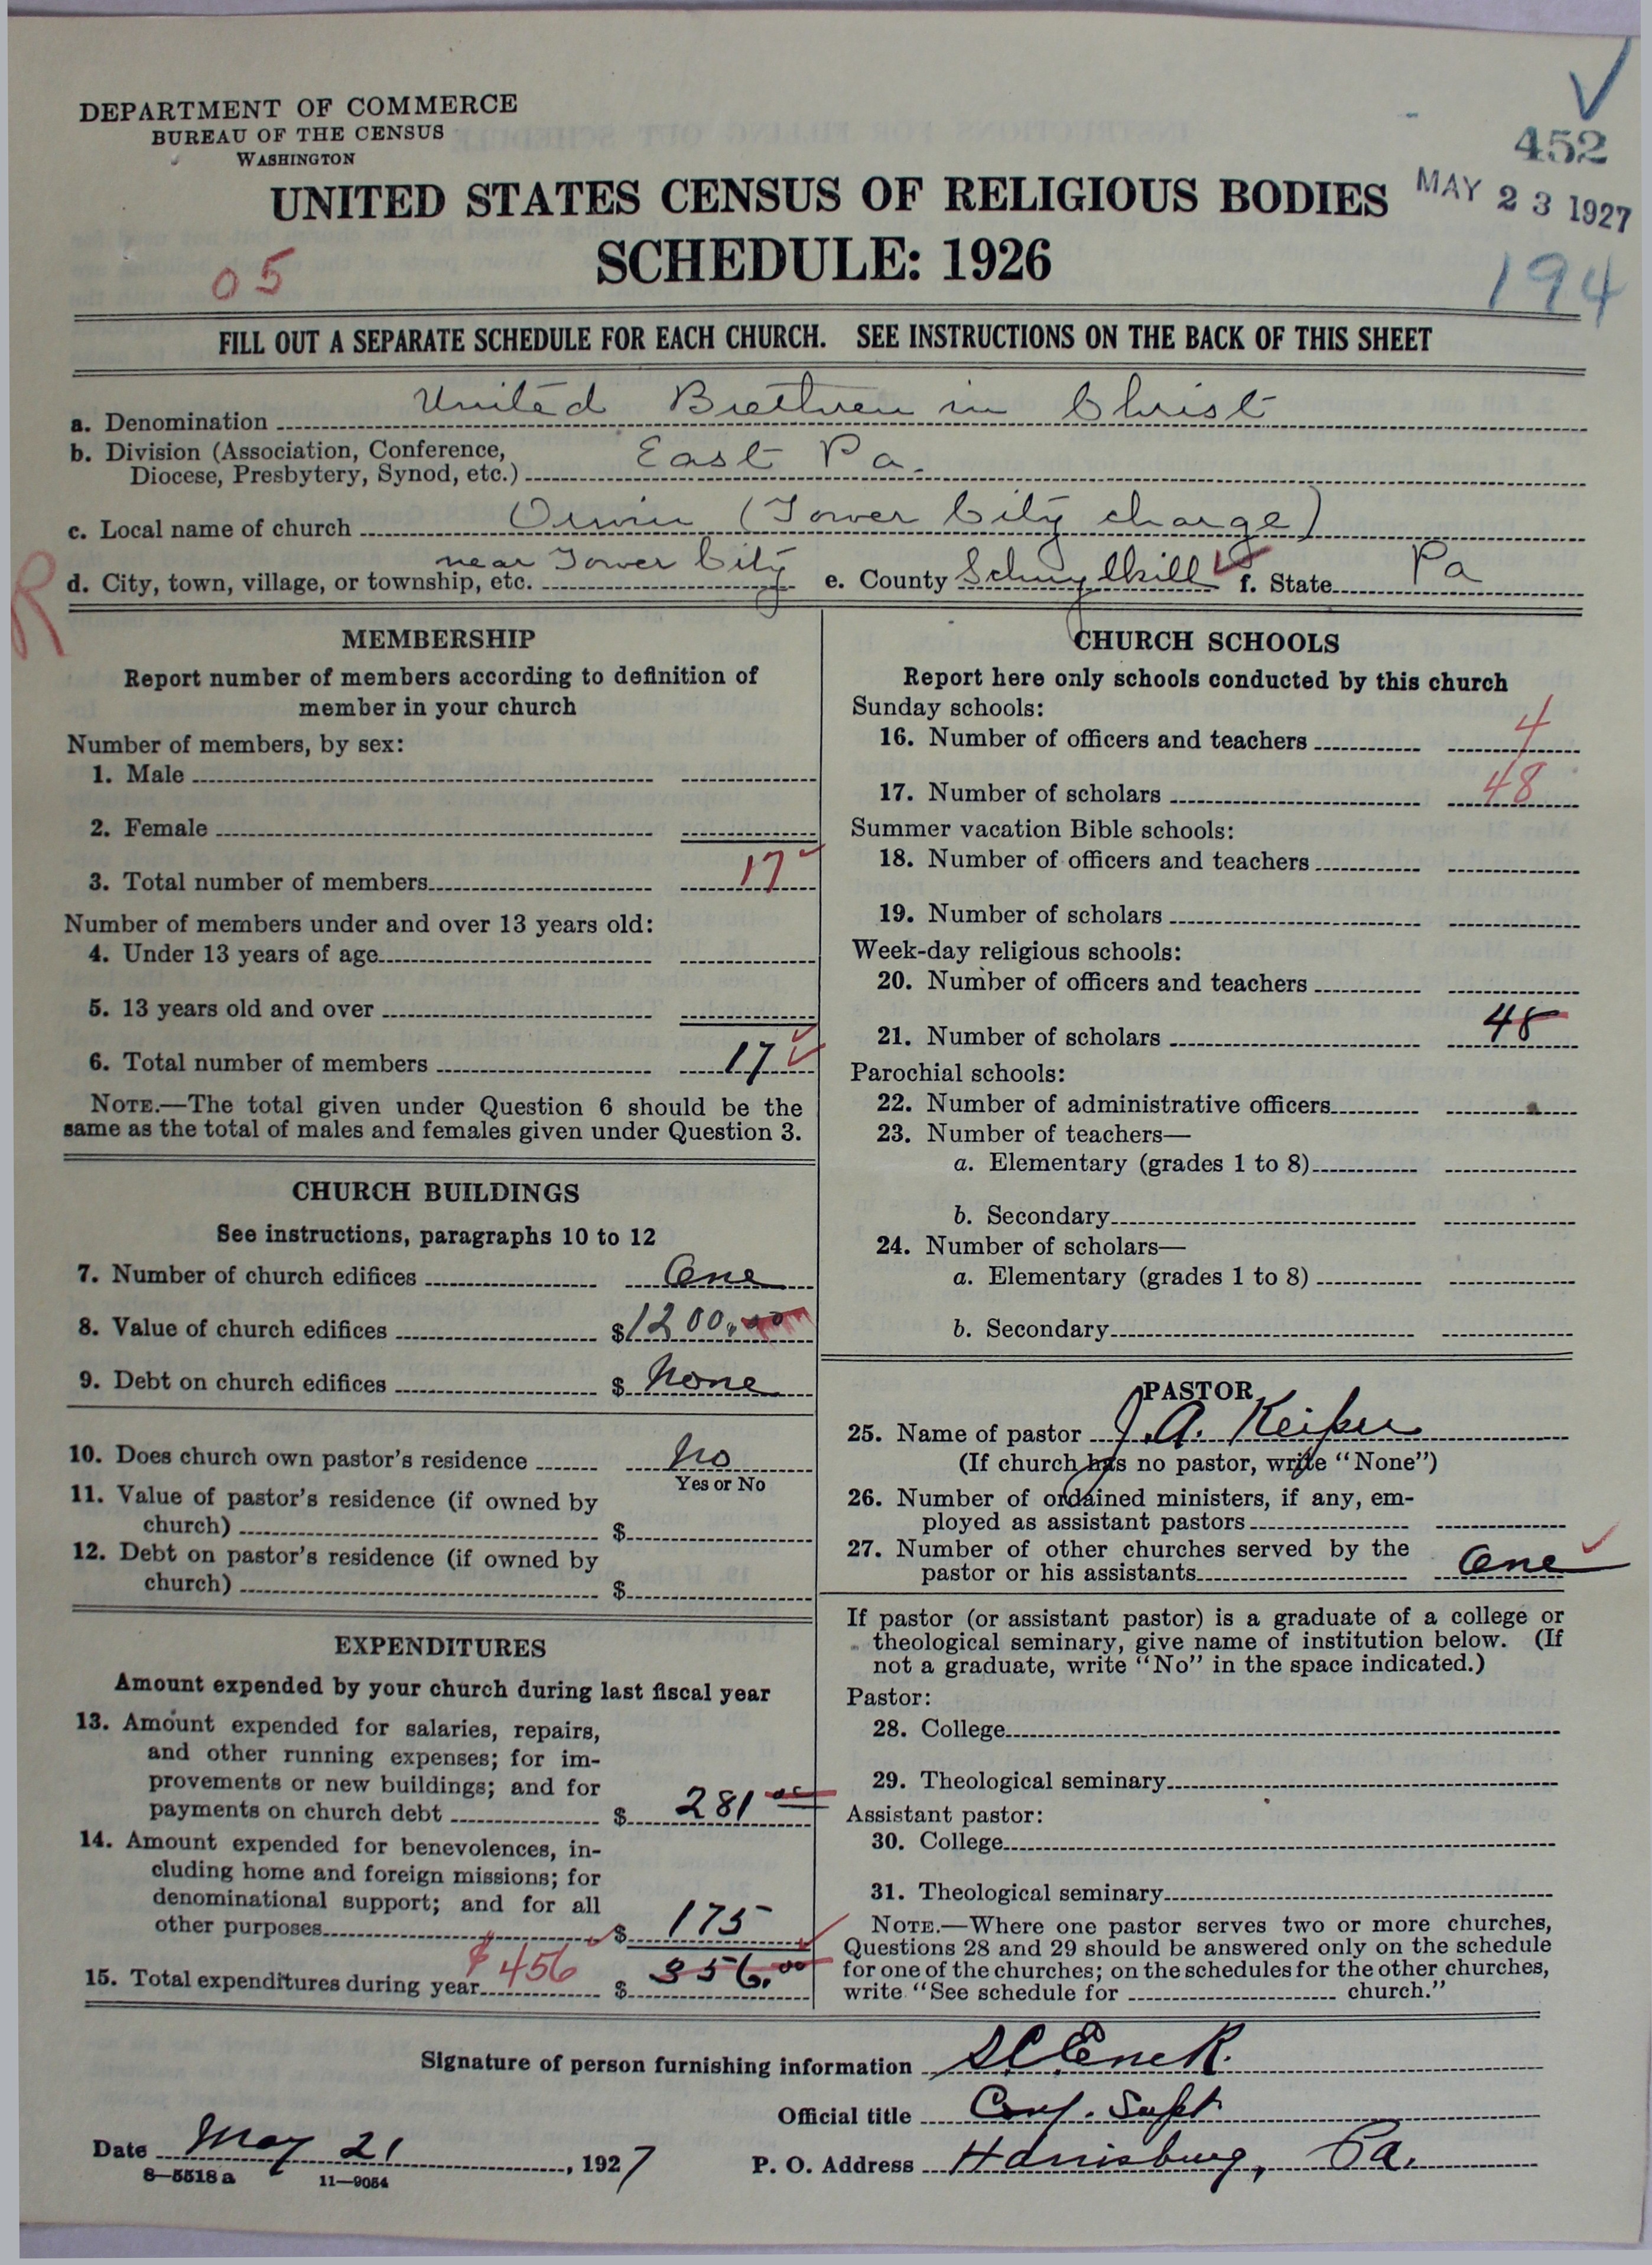 DEPARTMENT OF COMMERCE
BUREAU OF THE CENSUS
WASHINGTON
452
UNITED STATES CENSUS OF RELIGIOUS BODIES
MAY 23 1927
SCHEDULE: 1926
05
194
FILL OUT A SEPARATE SCHEDULE FOR EACH CHURCH. SEE INSTRUCTIONS ON THE BACK OF THIS SHEET
a. Denomination United Brethren in Christ
b. Division (Association, Conference,
Diocese, Presbytery, Synod, etc.) East Pa.
c. Local name of church Orwin (Tower City charge)
R
d. City, town, village, or township, etc. near Tower City e. County Schuylkill f. State Pa
MEMBERSHIP
Report number of members according to definition of
member in your church
Number of members, by sex:
1. Male
2. Female
3. Total number of members 17
Number of members under and over 13 years old:
4. Under 13 years of age
5. 13 years old and over
6. Total number of members 17
NOTE.—The total given under Question 6 should be the
same as the total of males and females given under Question 3.
CHURCH BUILDINGS
See instructions, paragraphs 10 to 12
7. Number of church edifices One
8. Value of church edifices $1200.00
9. Debt on church edifices $ None
10. Does church own pastor's residence No
Yes or No
11. Value of pastor's residence (if owned by
church) $
12. Debt on pastor's residence (if owned by
church) $
EXPENDITURES
Amount expended by your church during last fiscal year
13. Amount expended for salaries, repairs,
and other running expenses; for im-
provements or new buildings; and for
payments on church debt $ 281 00
14. Amount expended for benevolences, in-
cluding home and foreign missions; for
denominational support; and for all
other purposes $ 175
15. Total expenditures during year $456 $ 356.00
CHURCH SCHOOLS
Report here only schools conducted by this church
Sunday schools:
16. Number of officers and teachers 4
17. Number of scholars 48
Summer vacation Bible schools:
18. Number of officers and teachers
19. Number of scholars
Week-day religious schools:
20. Number of officers and teachers
21. Number of scholars 48
Parochial schools:
22. Number of administrative officers
23. Number of teachers—
a. Elementary (grades 1 to 8)
b. Secondary
24. Number of scholars—
a. Elementary (grades 1 to 8)
b. Secondary
PASTOR
25. Name of pastor J. A. Keiper
(If church has no pastor, write "None")
26. Number of ordained ministers, if any, em-
ployed as assistant pastors
27. Number of other churches served by the
pastor or his assistants One
If pastor (or assistant pastor) is a graduate of a college or
theological seminary, give name of institution below. (If
not a graduate, write "No" in the space indicated.)
Pastor:
28. College
29. Theological seminary
Assistant pastor:
30. College
31. Theological seminary
NOTE.—Where one pastor serves two or more churches,
Questions 28 and 29 should be answered only on the schedule
for one of the churches; on the schedules for the other churches,
write "See schedule for church."
Signature of person furnishing information S. C. Enck.
Official title Conf. Supt
Date May 21, 1927
P. O. Address Harrisburg, Pa.
8—5518 a 11—9054